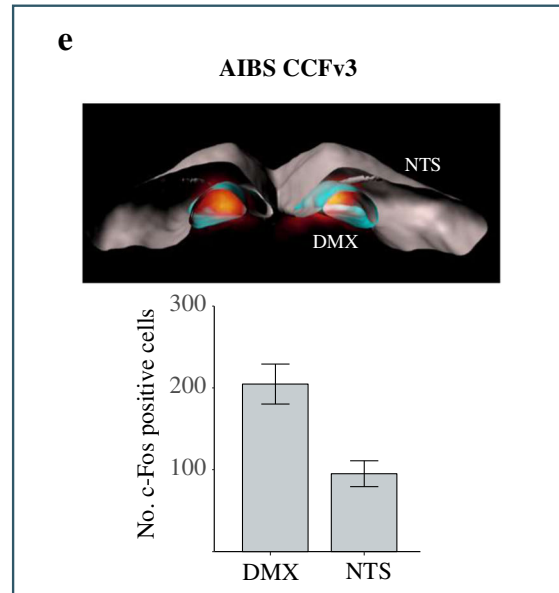 e
AIBS CCFv3
NTS
DMX
No. c-Fos positive cells
300
200
100
DMX NTS